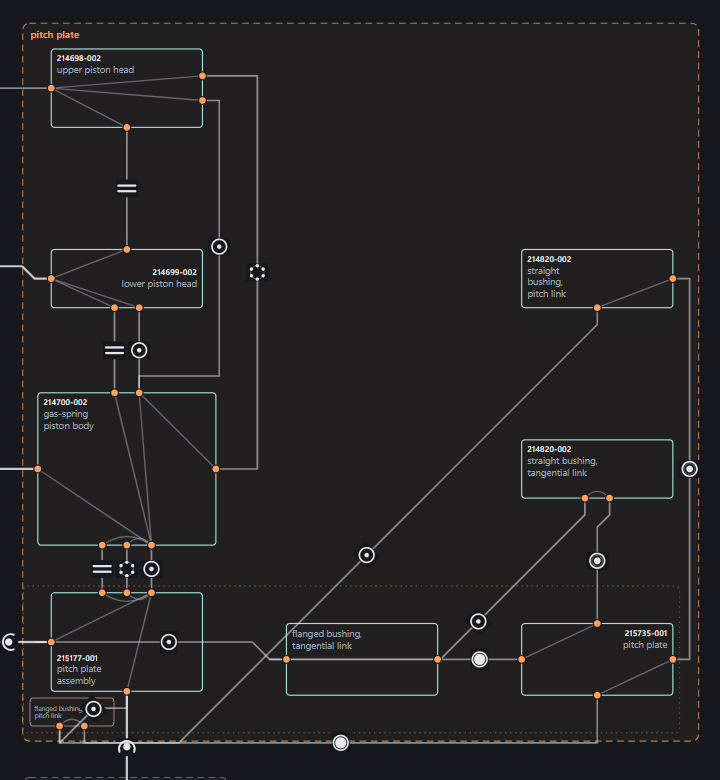 pitch plate
214698-002
upper piston head
214699-002
lower piston head
214820-002
straight
bushing,
pitch link
214700-002
gas-spring
piston body
214820-002
straight bushing,
tangential link
flanged bushing,
tangential link
215735-001
pitch plate
215177-001
pitch plate
assembly
flanged bushing,
pitch link